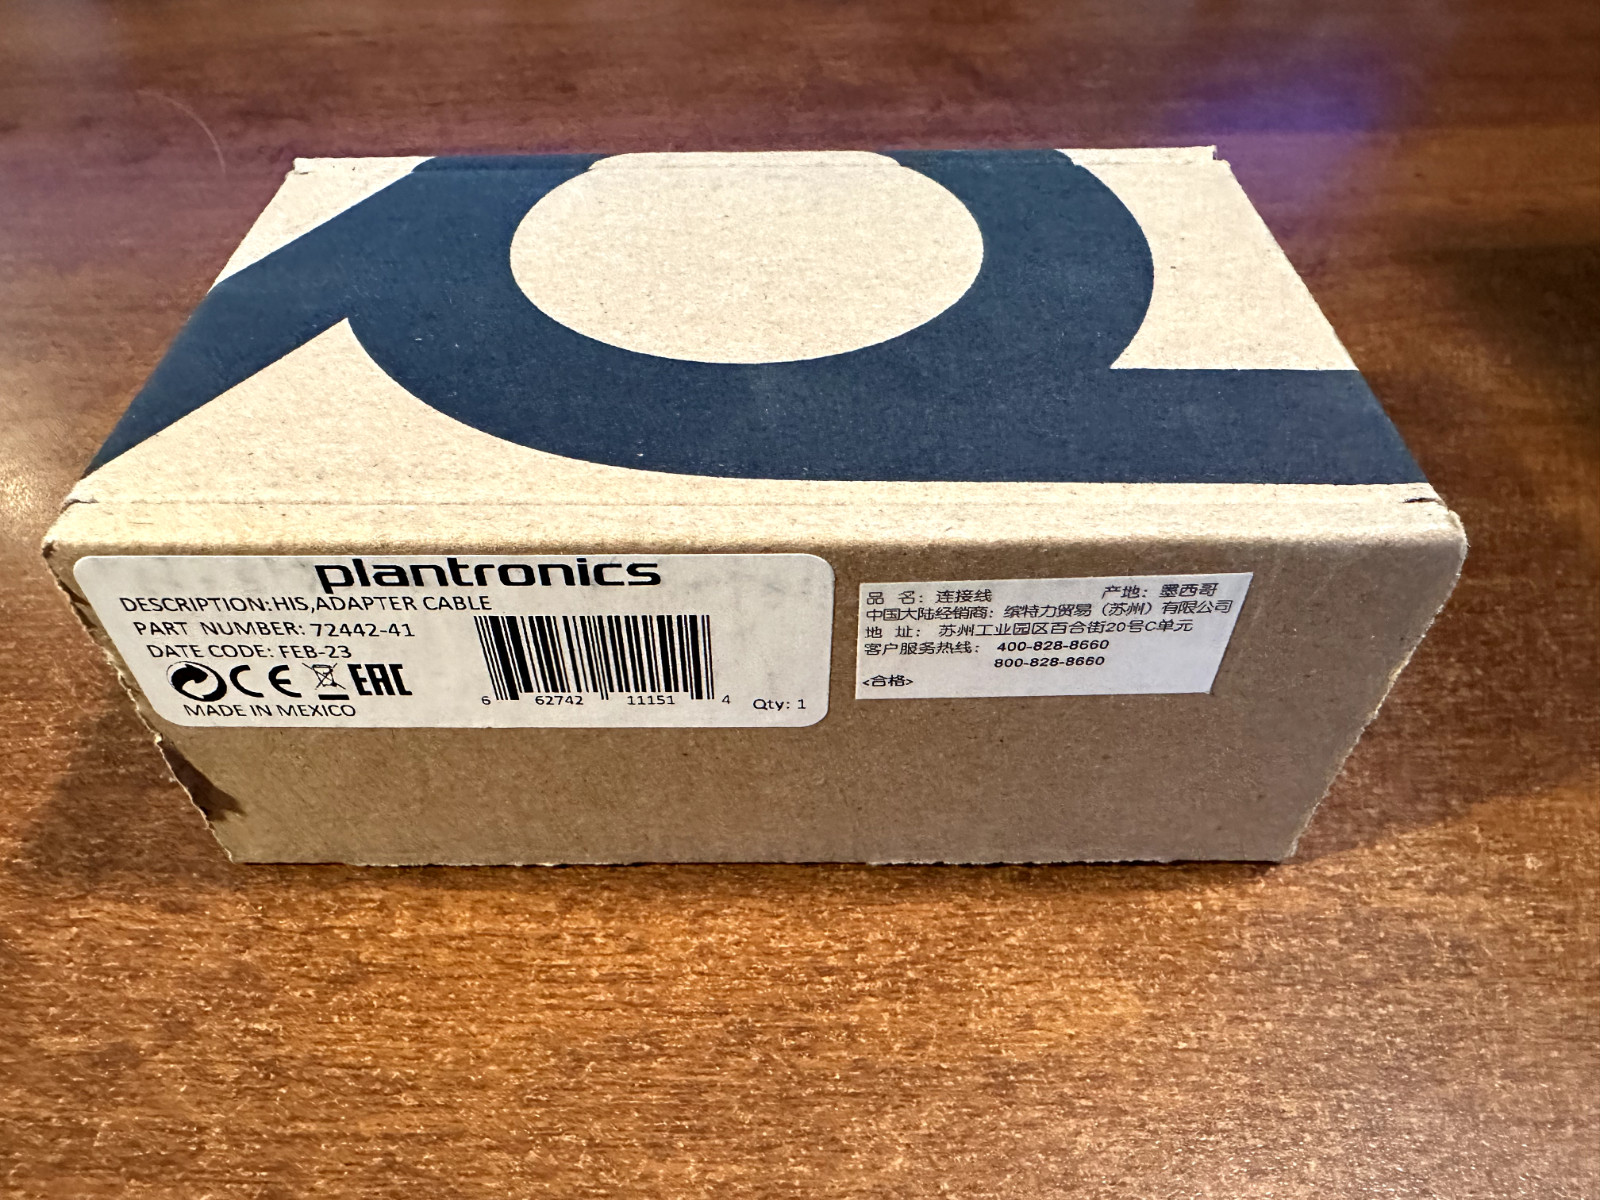 plantronics
DESCRIPTION:HIS,ADAPTER CABLE
PART NUMBER: 72442-41
DATE CODE: FEB-23
CE EAC
MADE IN MEXICO
6 62742 11151 4 Qty: 1
品 名： 连接线 产地： 墨西哥
中国大陆经销商： 缤特力贸易（苏州）有限公司
地 址： 苏州工业园区百合街20号C单元
客户服务热线： 400-828-8660
800-828-8660
<合格>